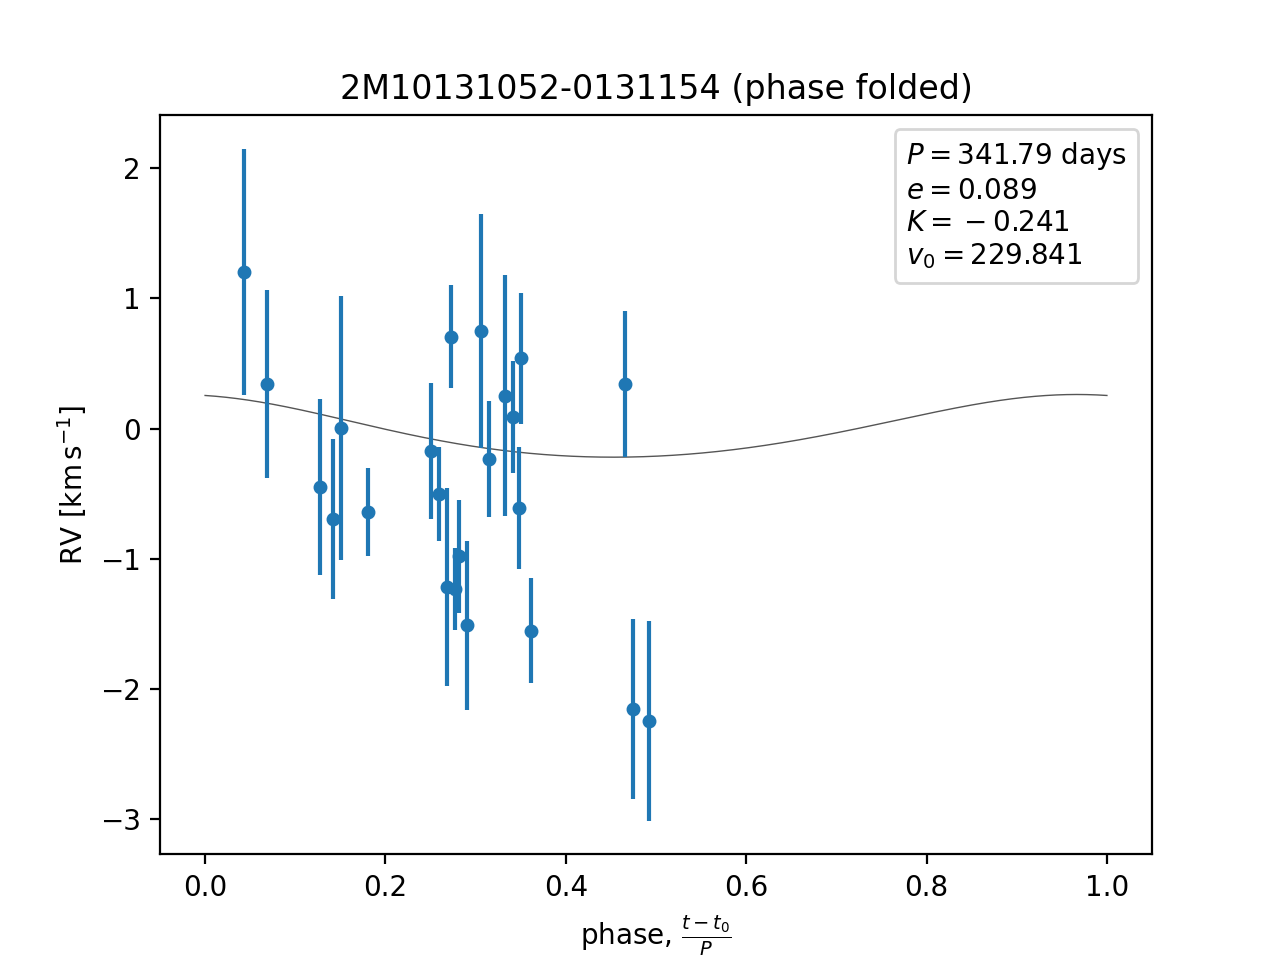 2M10131052-0131154 (phase folded)
P = 341.79 days
e = 0.089
K = −0.241
v₀ = 229.841
2
1
0
−1
−2
−3
RV [km s⁻¹]
0.0 0.2 0.4 0.6 0.8 1.0
phase, (t − t₀)/P